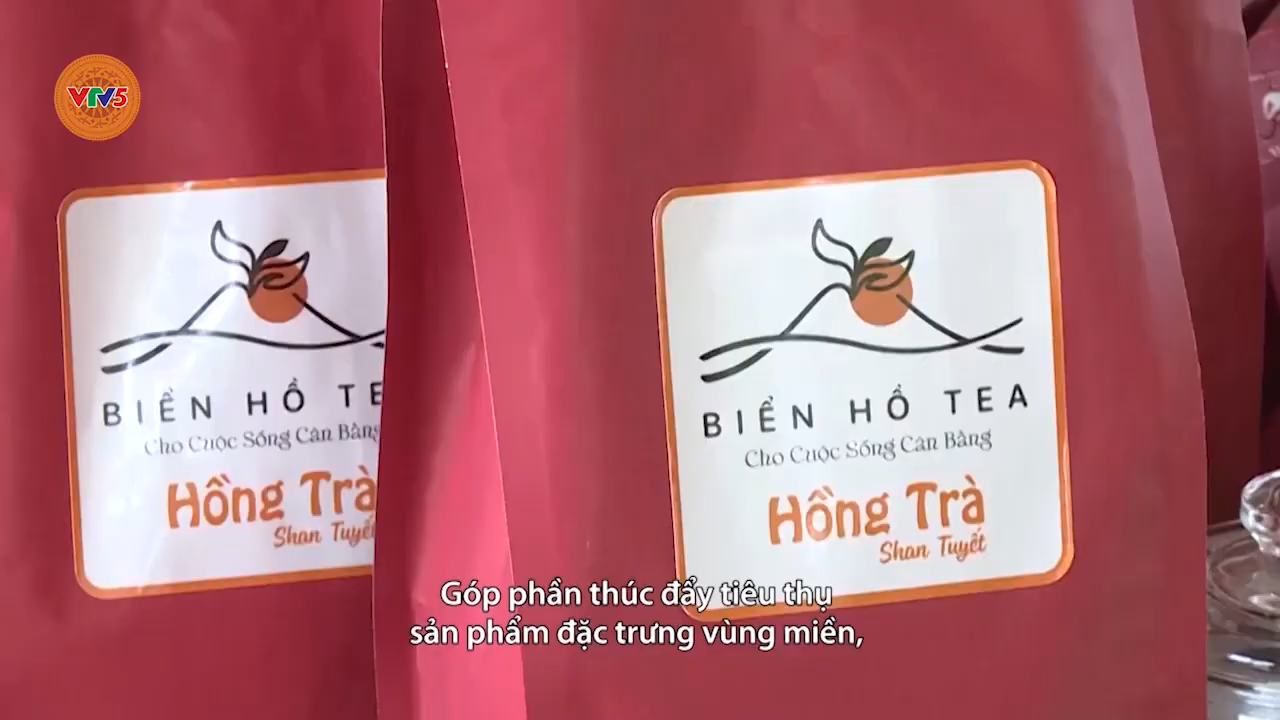 VTV5
BIỂN HỒ TE
Cho Cuộc Sống Cân Bằng
Hồng Trà
Shan Tuyết
BIỂN HỒ TEA
Cho Cuộc Sống Cân Bằng
Hồng Trà
Shan Tuyết
Góp phần thúc đẩy tiêu thụ
sản phẩm đặc trưng vùng miền,